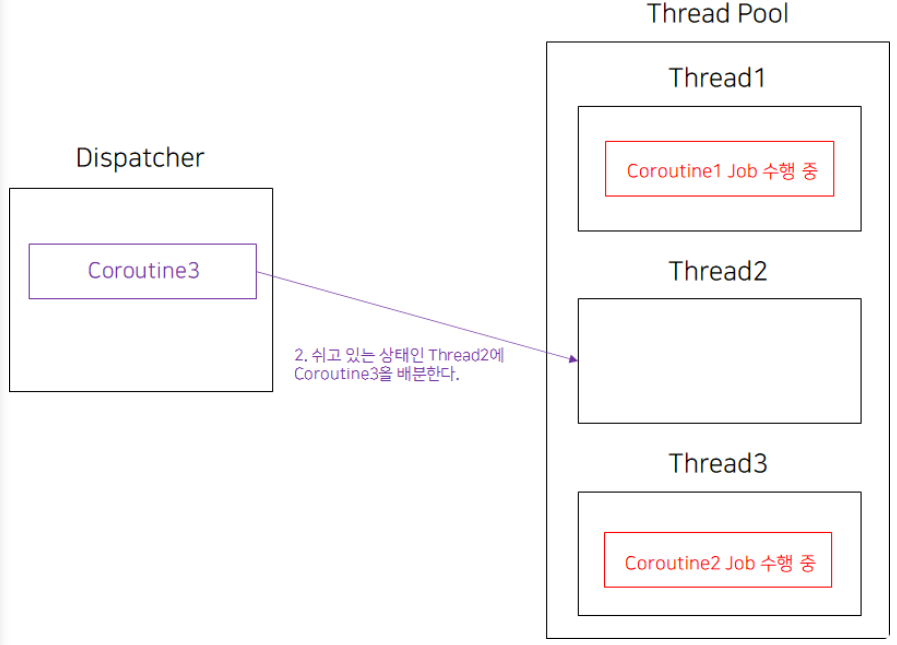 Thread Pool
Thread1
Coroutine1 Job 수행 중
Dispatcher
Coroutine3
Thread2
2. 쉬고 있는 상태인 Thread2에
Coroutine3을 배분한다.
Thread3
Coroutine2 Job 수행 중